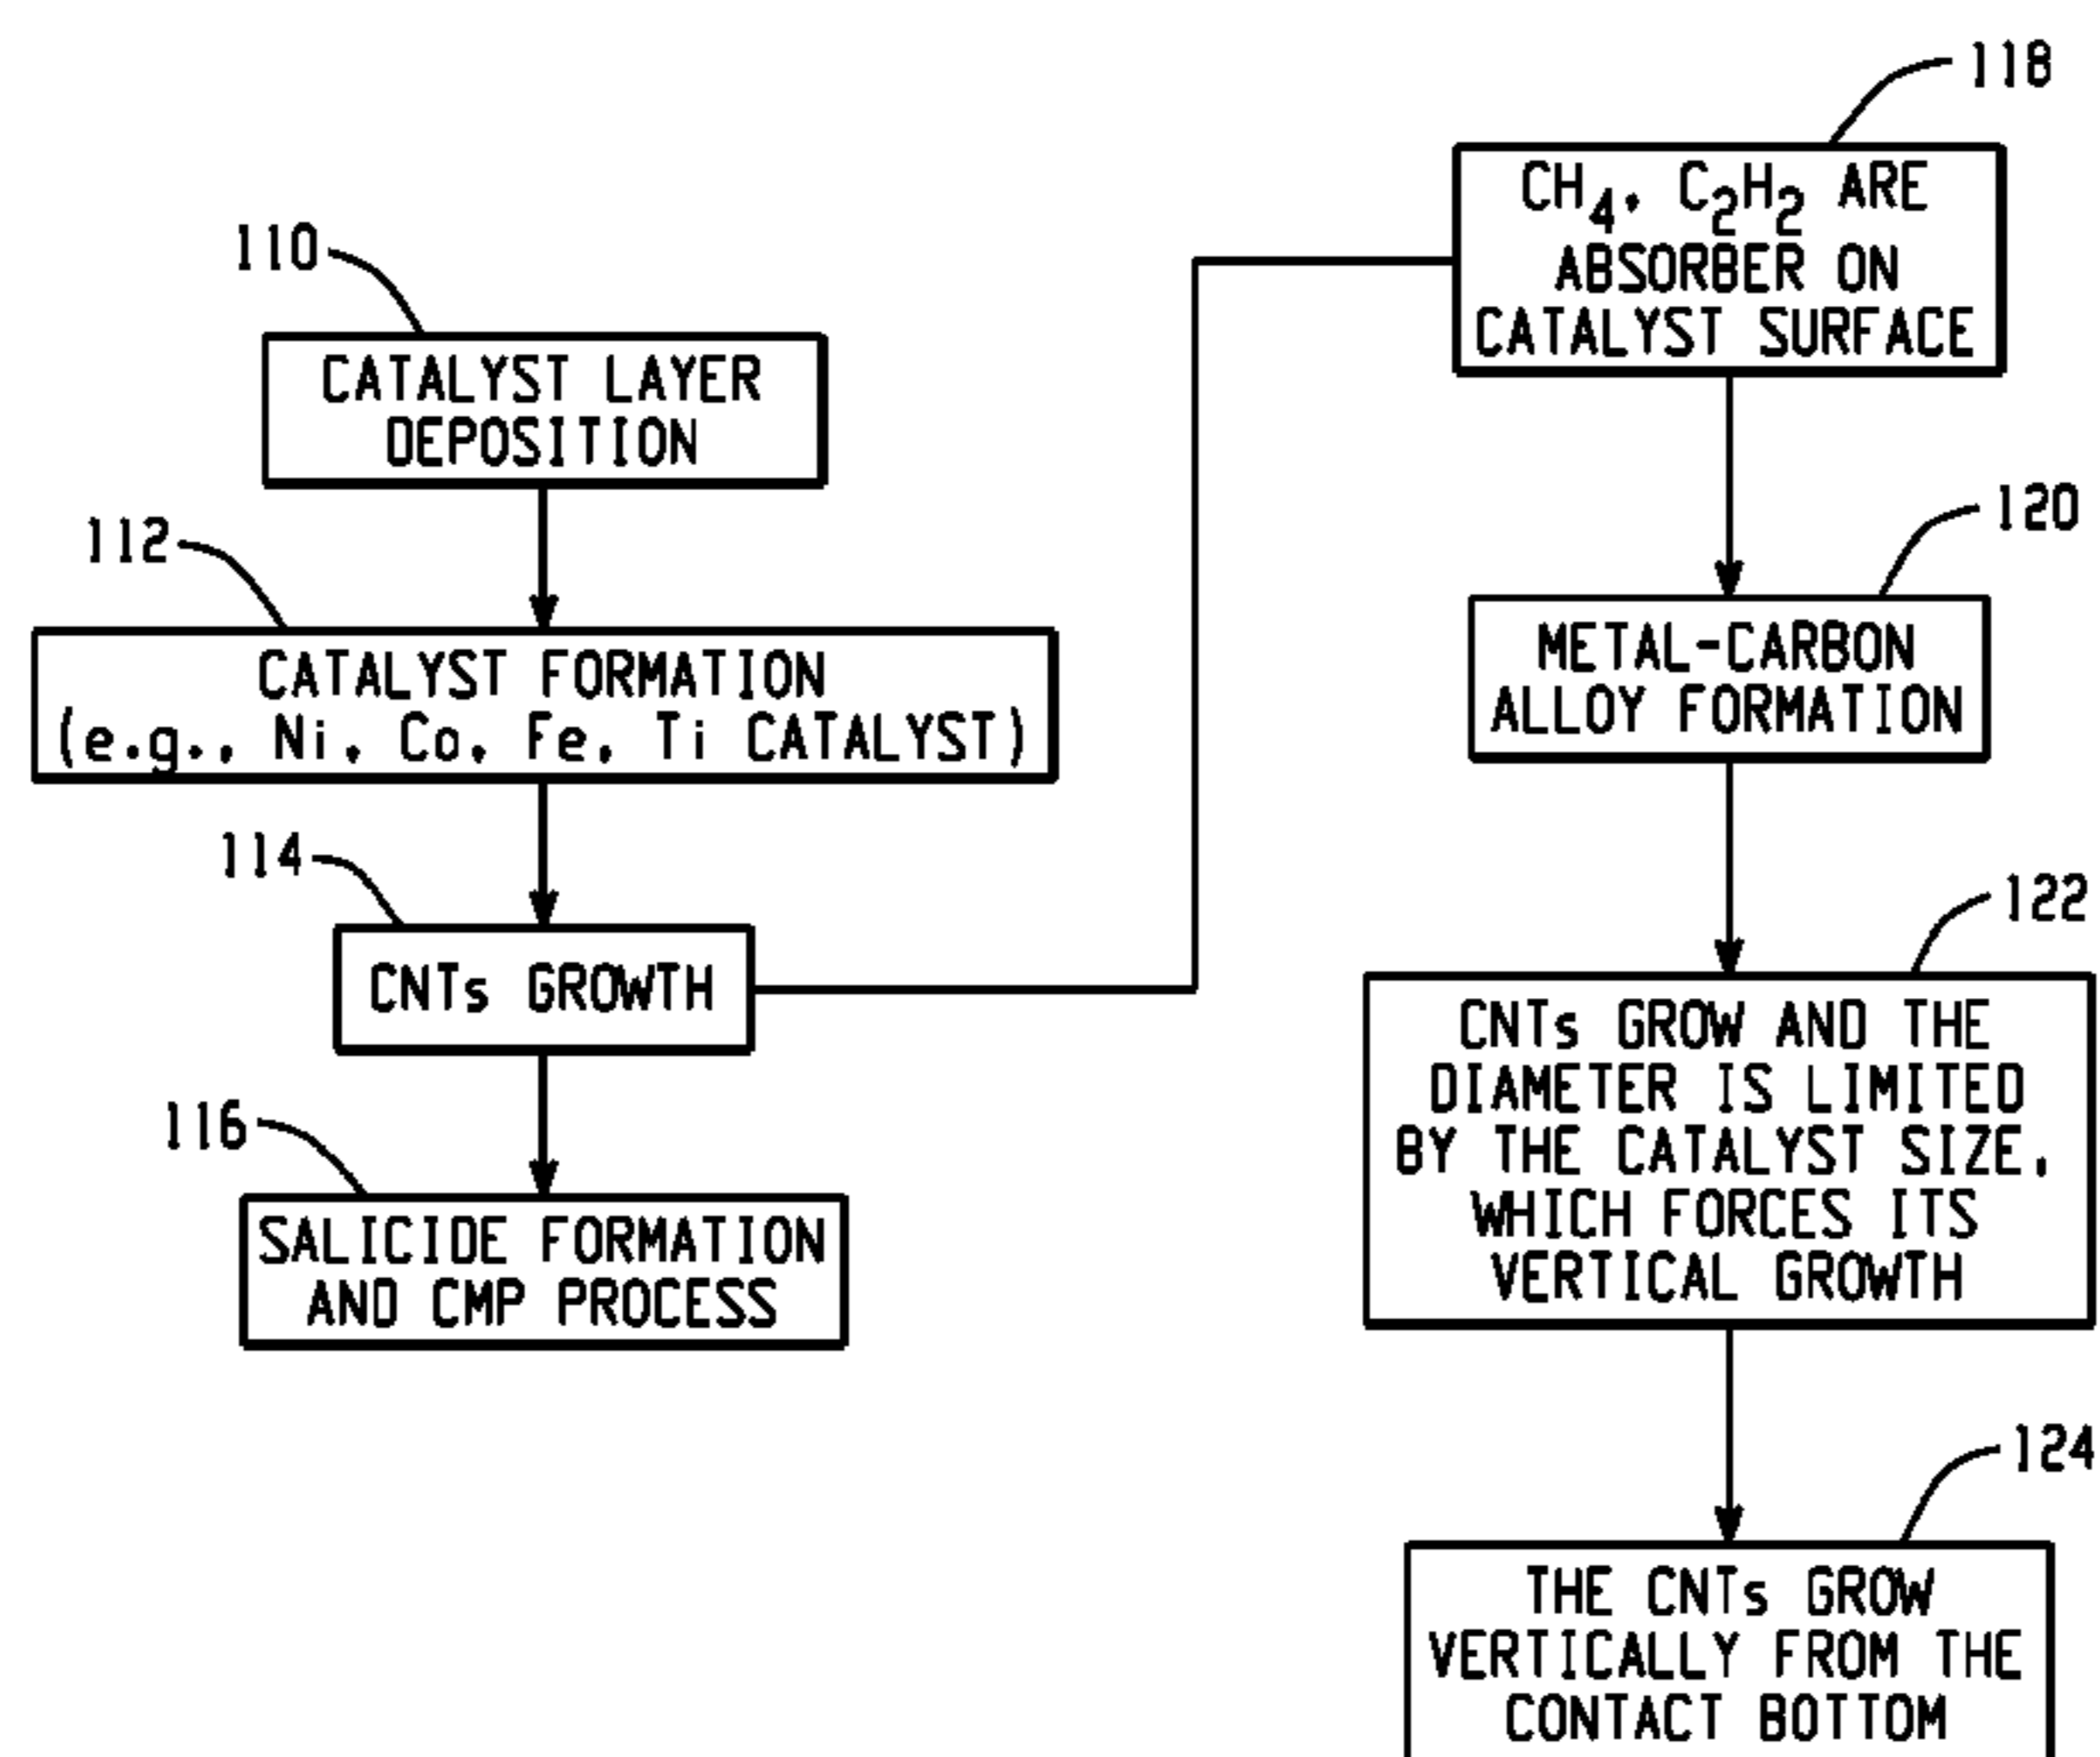 110
CATALYST LAYER
DEPOSITION
112
CATALYST FORMATION
(e.g., Ni, Co, Fe, Ti CATALYST)
114
CNTs GROWTH
116
SALICIDE FORMATION
AND CMP PROCESS
118
CH4, C2H2 ARE
ABSORBER ON
CATALYST SURFACE
120
METAL-CARBON
ALLOY FORMATION
122
CNTs GROW AND THE
DIAMETER IS LIMITED
BY THE CATALYST SIZE,
WHICH FORCES ITS
VERTICAL GROWTH
124
THE CNTs GROW
VERTICALLY FROM THE
CONTACT BOTTOM